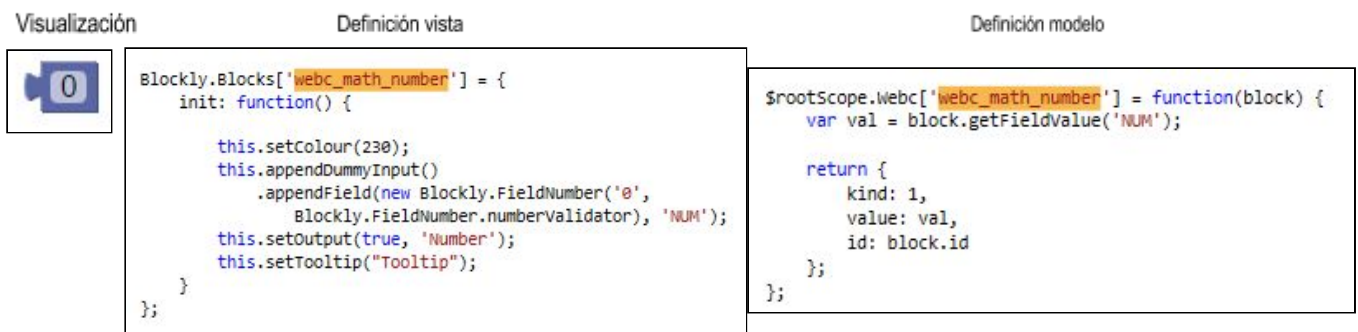 Visualización
Definición vista
Definición modelo
0
Blockly.Blocks['webc_math_number'] = {
    init: function() {
        this.setColour(230);
        this.appendDummyInput()
            .appendField(new Blockly.FieldNumber('0',
                Blockly.FieldNumber.numberValidator), 'NUM');
        this.setOutput(true, 'Number');
        this.setTooltip("Tooltip");
    }
};
$rootScope.Webc['webc_math_number'] = function(block) {
    var val = block.getFieldValue('NUM');
    return {
        kind: 1,
        value: val,
        id: block.id
    };
};